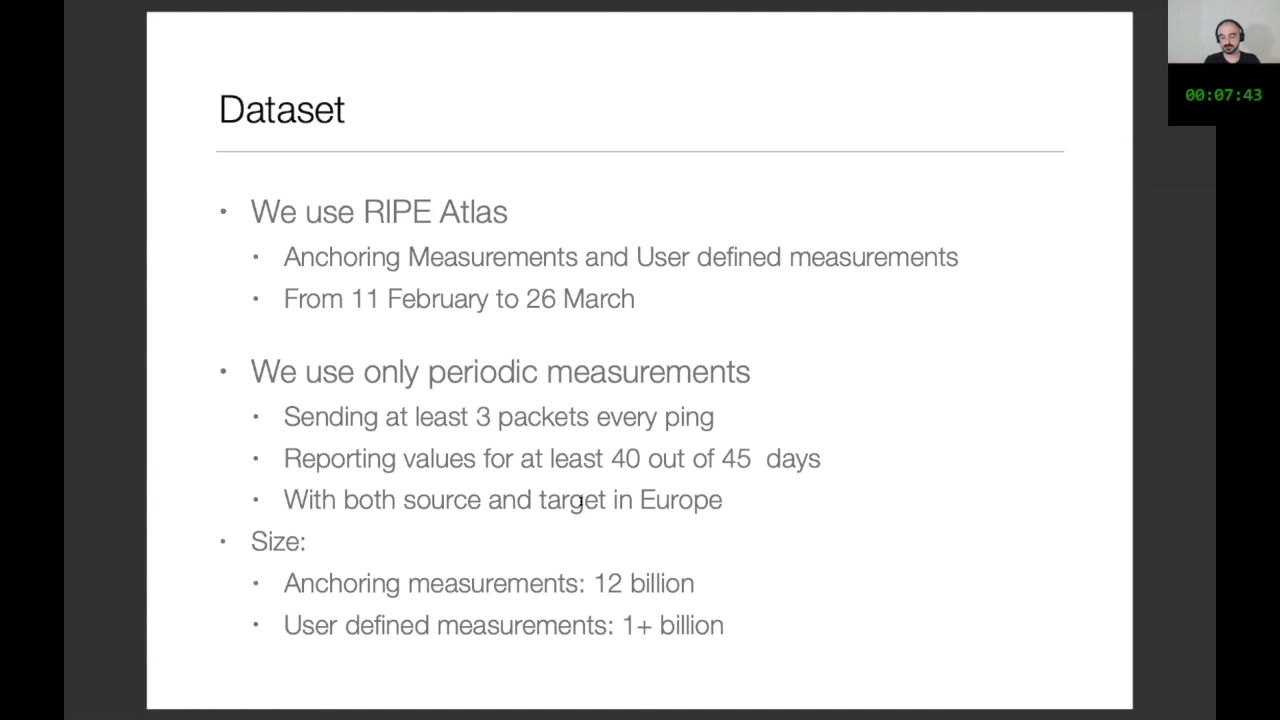 00:07:43
Dataset
• We use RIPE Atlas
• Anchoring Measurements and User defined measurements
• From 11 February to 26 March
• We use only periodic measurements
• Sending at least 3 packets every ping
• Reporting values for at least 40 out of 45 days
• With both source and target in Europe
• Size:
• Anchoring measurements: 12 billion
• User defined measurements: 1+ billion